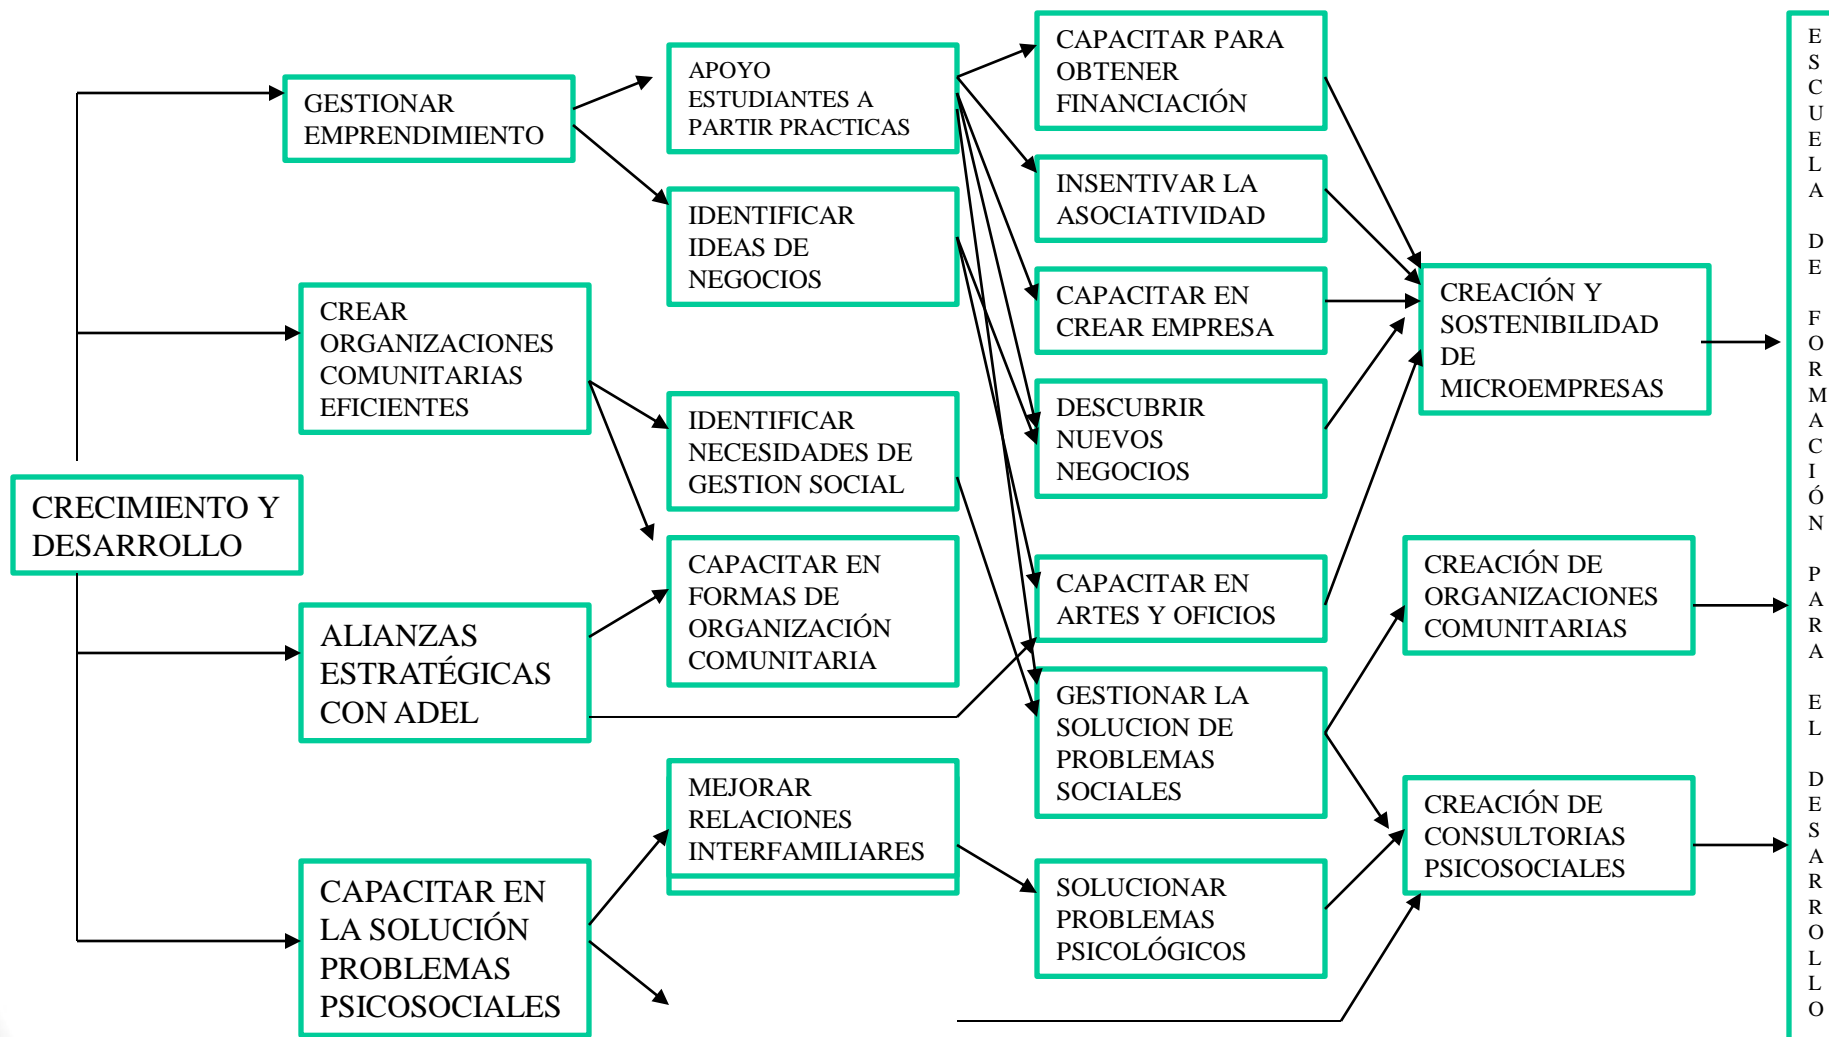 CRECIMIENTO Y
DESARROLLO
GESTIONAR
EMPRENDIMIENTO
CREAR
ORGANIZACIONES
COMUNITARIAS
EFICIENTES
ALIANZAS
ESTRATÉGICAS
CON ADEL
CAPACITAR EN
LA SOLUCIÓN
PROBLEMAS
PSICOSOCIALES
APOYO
ESTUDIANTES A
PARTIR PRACTICAS
IDENTIFICAR
IDEAS DE
NEGOCIOS
IDENTIFICAR
NECESIDADES DE
GESTION SOCIAL
CAPACITAR EN
FORMAS DE
ORGANIZACIÓN
COMUNITARIA
MEJORAR
RELACIONES
INTERFAMILIARES
CAPACITAR PARA
OBTENER
FINANCIACIÓN
INSENTIVAR LA
ASOCIATIVIDAD
CAPACITAR EN
CREAR EMPRESA
DESCUBRIR
NUEVOS
NEGOCIOS
CAPACITAR EN
ARTES Y OFICIOS
GESTIONAR LA
SOLUCION DE
PROBLEMAS
SOCIALES
SOLUCIONAR
PROBLEMAS
PSICOLÓGICOS
CREACIÓN Y
SOSTENIBILIDAD
DE
MICROEMPRESAS
CREACIÓN DE
ORGANIZACIONES
COMUNITARIAS
CREACIÓN DE
CONSULTORIAS
PSICOSOCIALES
ESCUELA DE FORMACIÓN PARA EL DESARROLLO